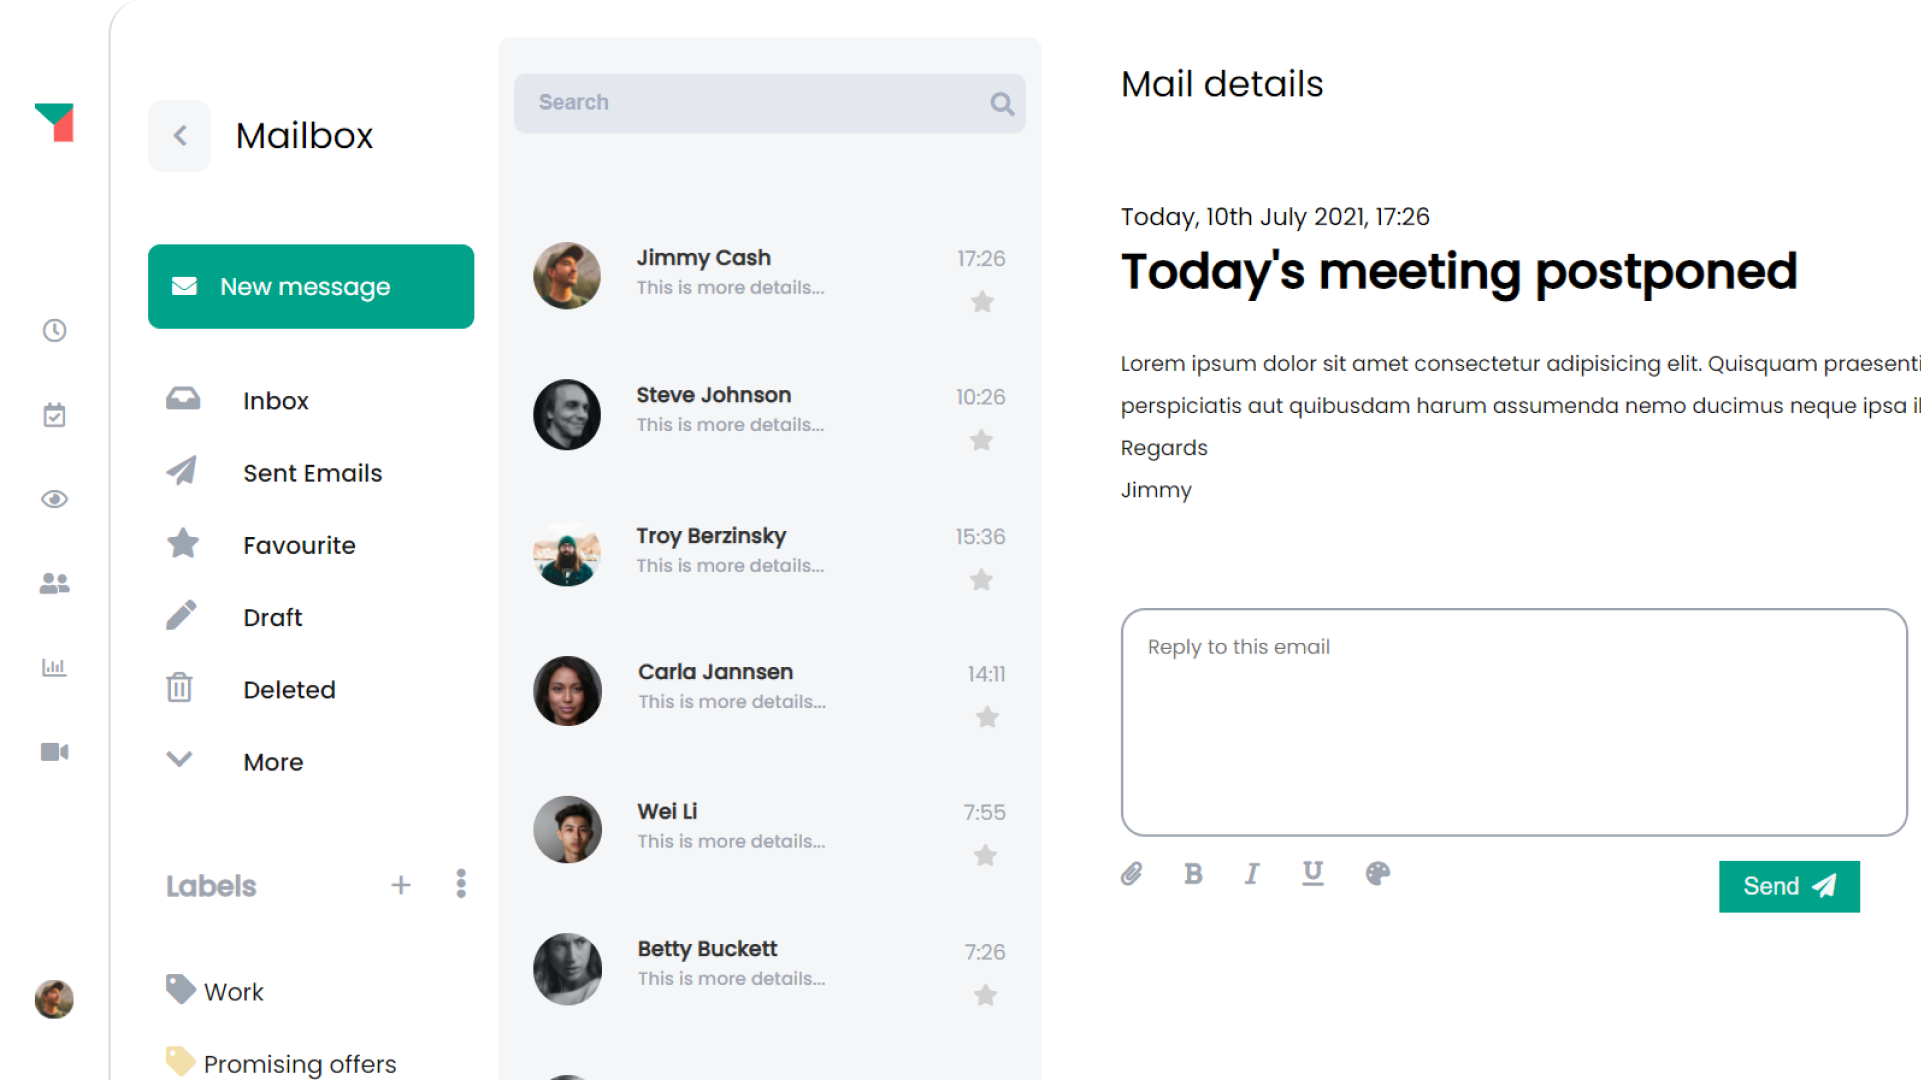 Mailbox
New message
Inbox
Sent Emails
Favourite
Draft
Deleted
More
Labels
Work
Promising offers
Search
Jimmy Cash
17:26
This is more details...
Steve Johnson
10:26
This is more details...
Troy Berzinsky
15:36
This is more details...
Carla Jannsen
14:11
This is more details...
Wei Li
7:55
This is more details...
Betty Buckett
7:26
This is more details...
Mail details
Today, 10th July 2021, 17:26
Today's meeting postponed
Lorem ipsum dolor sit amet consectetur adipisicing elit. Quisquam praesenti
perspiciatis aut quibusdam harum assumenda nemo ducimus neque ipsa
Regards
Jimmy
Reply to this email
B I U
Send